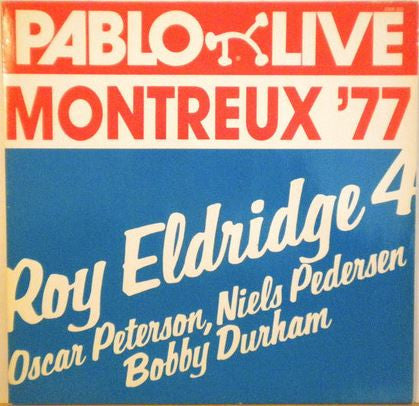 PABLO LIVE
MONTREUX '77
Roy Eldridge 4
Oscar Peterson, Niels Pedersen
Bobby Durham